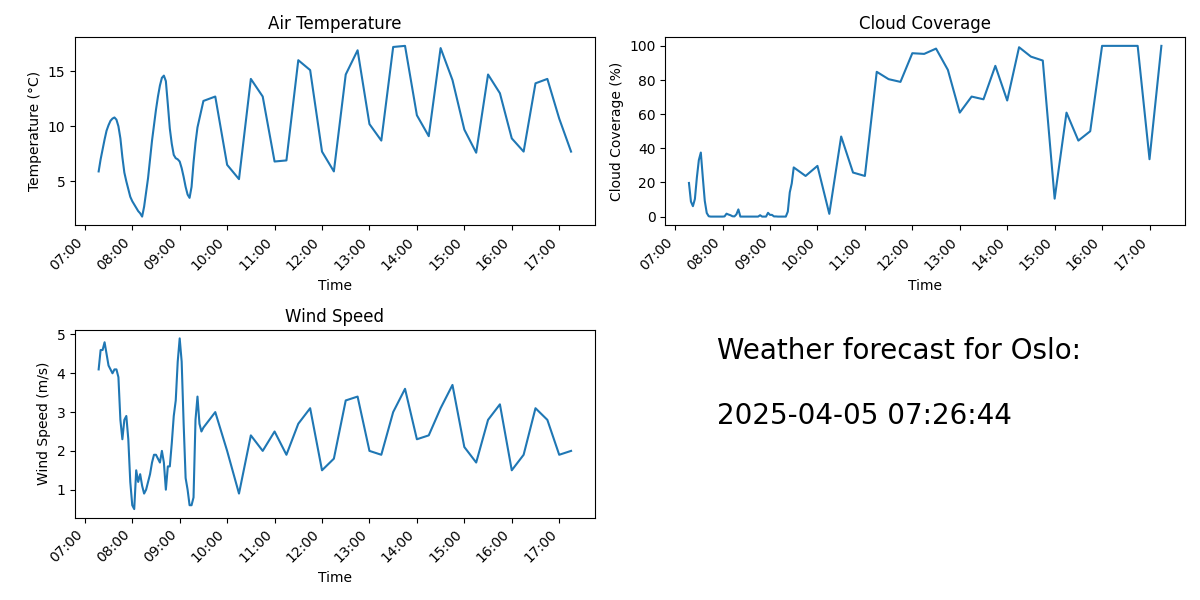 Air Temperature
Temperature (°C)
15
10
5
07:00 08:00 09:00 10:00 11:00 12:00 13:00 14:00 15:00 16:00 17:00
Time
Cloud Coverage
Cloud Coverage (%)
100
80
60
40
20
0
07:00 08:00 09:00 10:00 11:00 12:00 13:00 14:00 15:00 16:00 17:00
Time
Wind Speed
Wind Speed (m/s)
5
4
3
2
1
07:00 08:00 09:00 10:00 11:00 12:00 13:00 14:00 15:00 16:00 17:00
Time
Weather forecast for Oslo:
2025-04-05 07:26:44